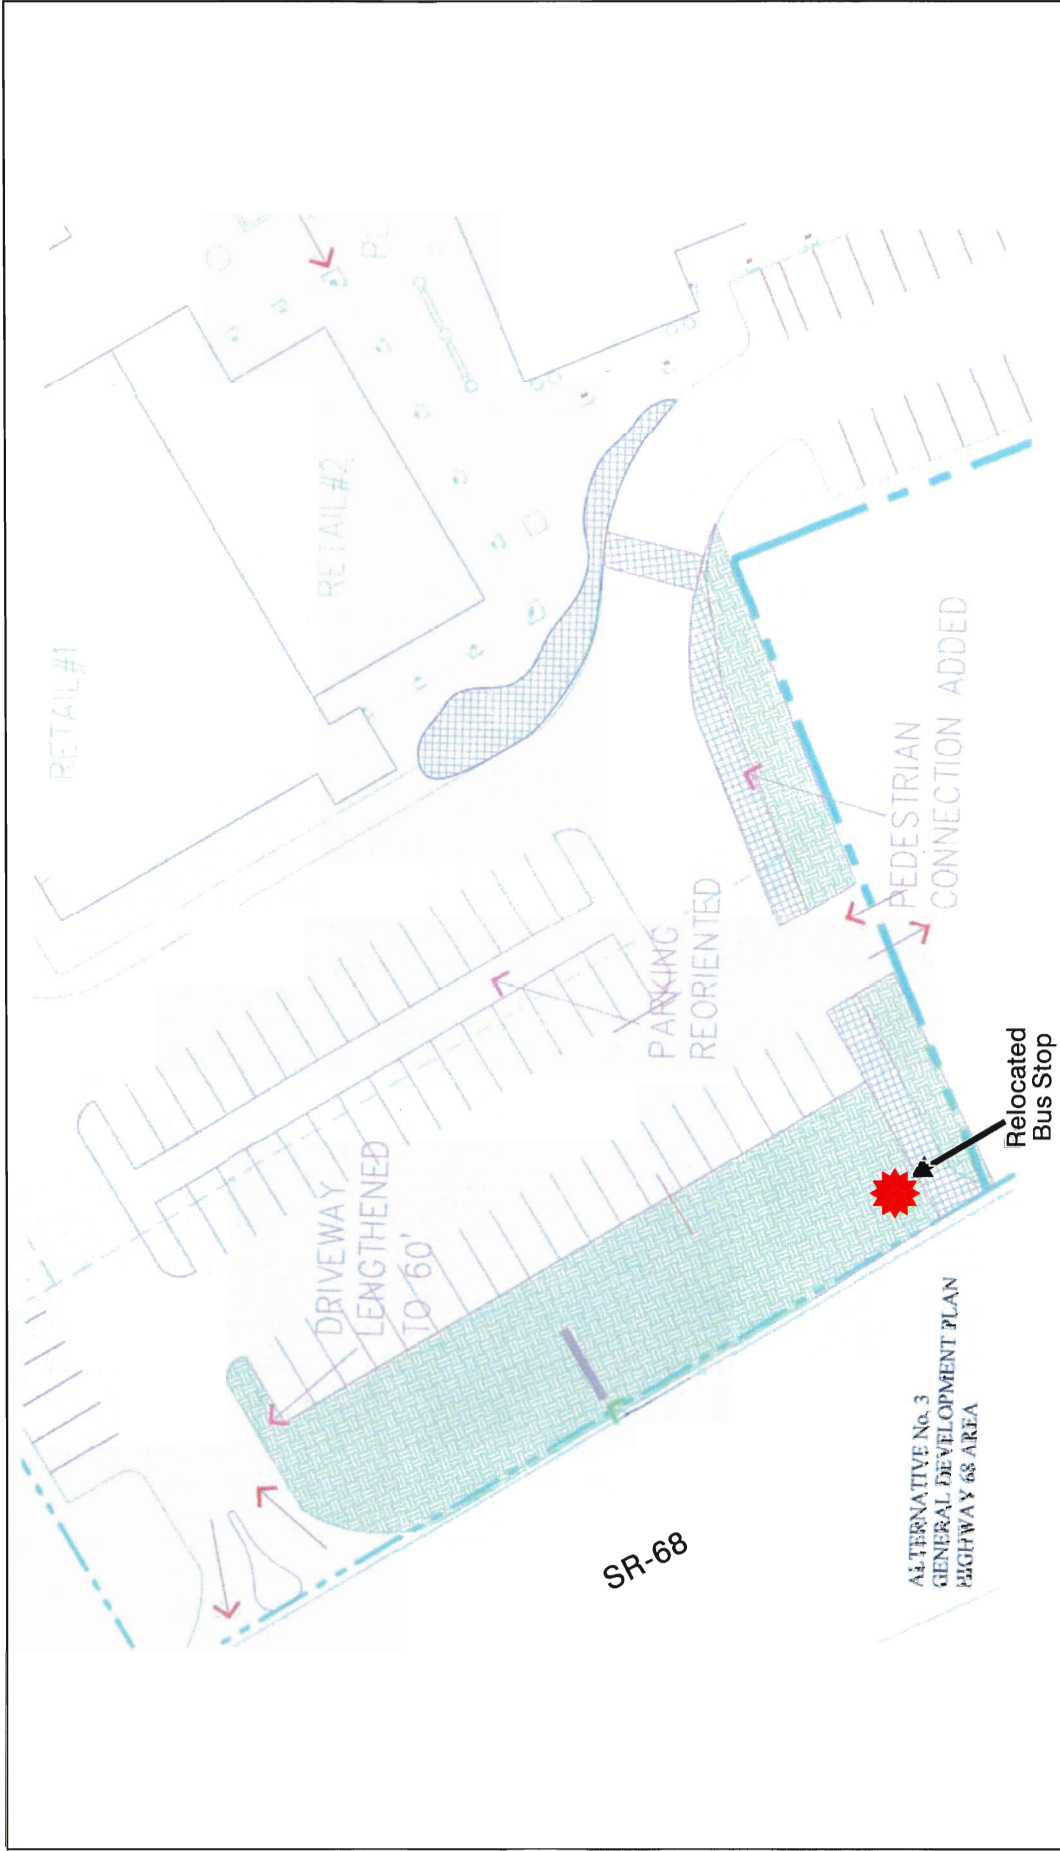 RETAIL #1
RETAIL #2
PL
DRIVEWAY
LENGTHENED
TO 60'
PARKING
REORIENTED
PEDESTRIAN
CONNECTION ADDED
Relocated
Bus Stop
SR-68
ALTERNATIVE No. 3
GENERAL DEVELOPMENT PLAN
HIGHWAY 68 AREA